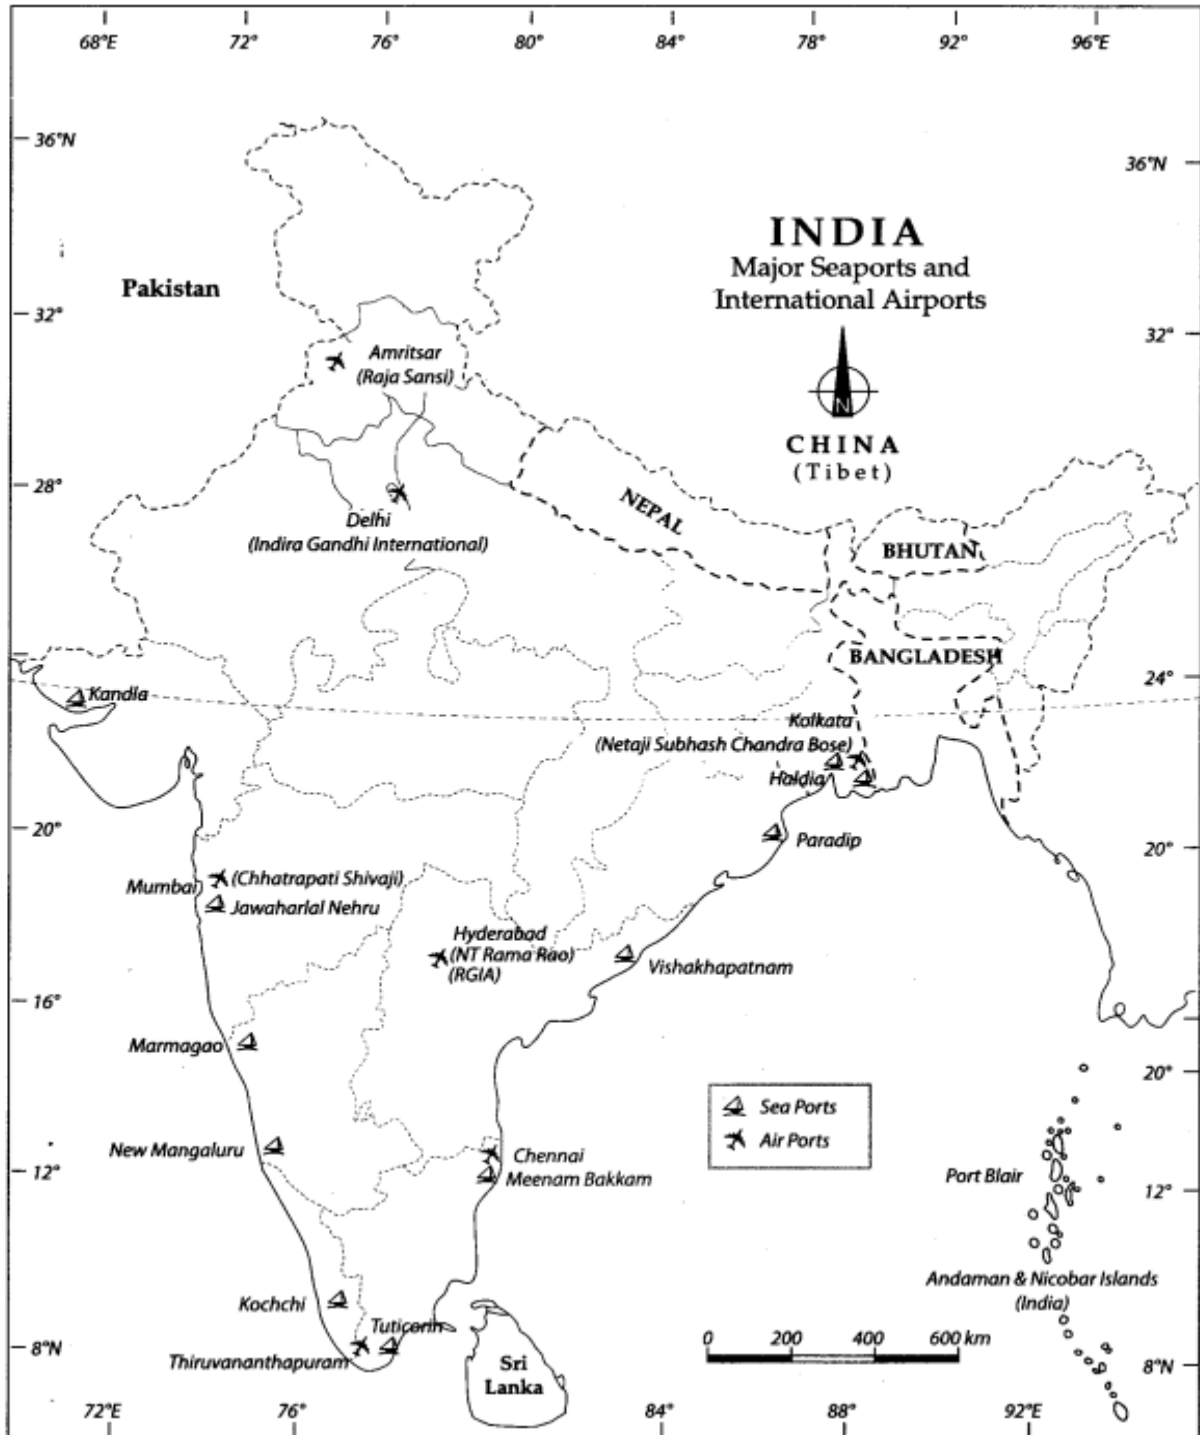 68°E 72° 76° 80° 84° 78° 92° 96°E
36°N
36°N
INDIA
Major Seaports and
International Airports
Pakistan
32°
32°
Amritsar
(Raja Sansi)
N
CHINA
(Tibet)
28°
NEPAL
Delhi
(Indira Gandhi International)
BHUTAN
BANGLADESH
24°
Kandla
Kolkata
(Netaji Subhash Chandra Bose)
Haldia
20°
Paradip
20°
Mumbai (Chhatrapati Shivaji)
Jawaharlal Nehru
Hyderabad
(NT Rama Rao)
(RGIA)
Vishakhapatnam
16°
Marmagao
20°
Sea Ports
Air Ports
New Mangaluru
Chennai
Meenam Bakkam
12°
Port Blair
12°
Andaman & Nicobar Islands
(India)
Kochchi
Tuticorin
Thiruvananthapuram
8°N
Sri
Lanka
0 200 400 600 km
8°N
72°E 76° 84° 88° 92°E